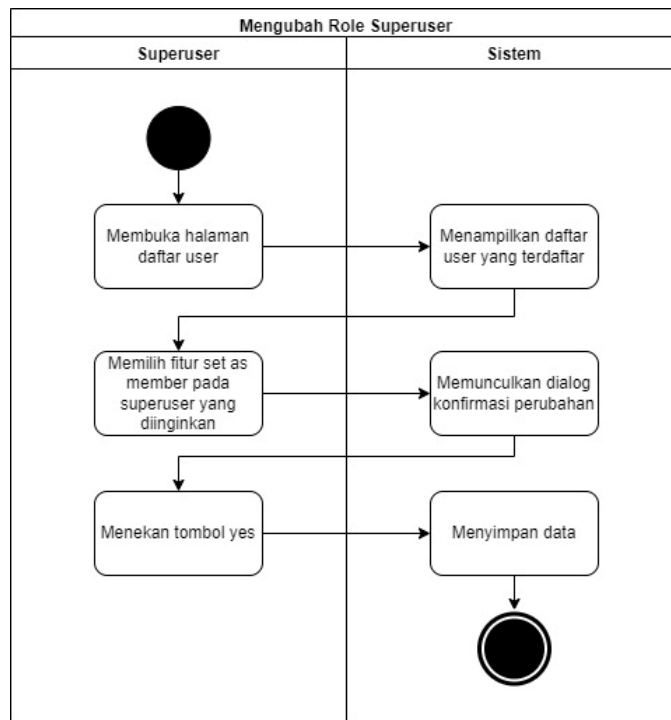 Mengubah Role Superuser
Superuser
Sistem
Membuka halaman
daftar user
Menampilkan daftar
user yang terdaftar
Memilih fitur set as
member pada
superuser yang
diinginkan
Memunculkan dialog
konfirmasi perubahan
Menekan tombol yes
Menyimpan data